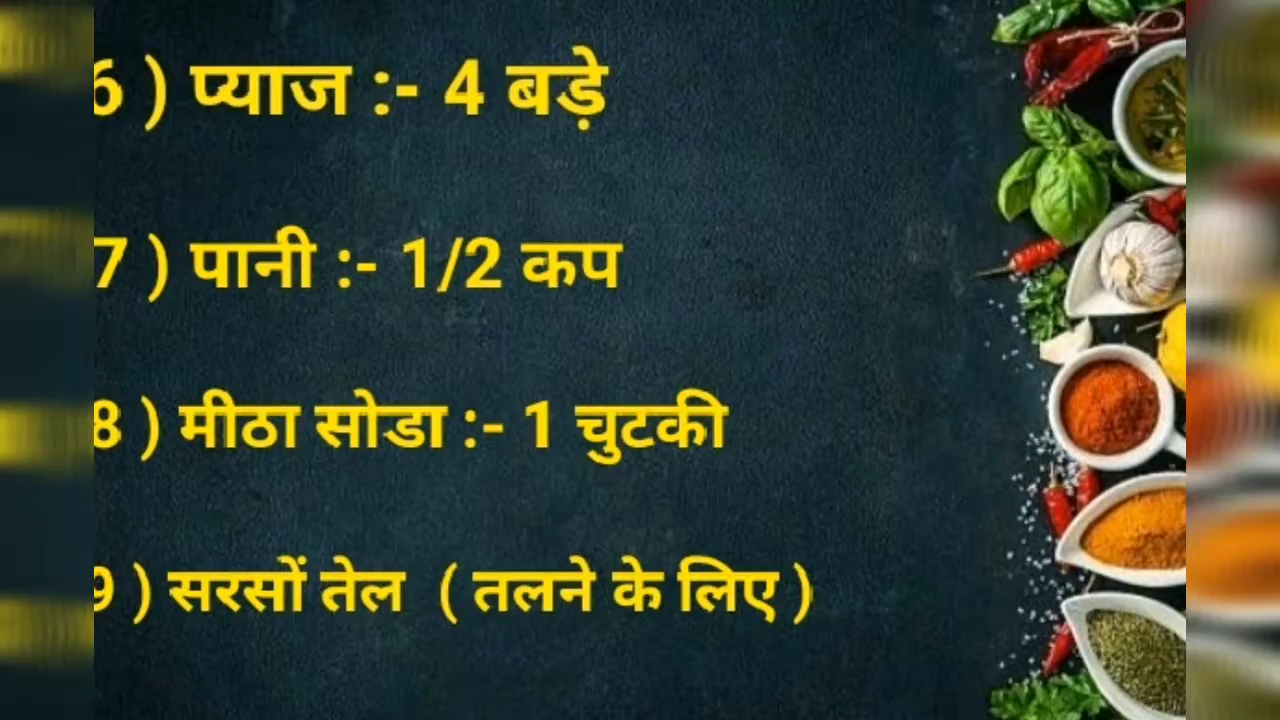 6 ) प्याज :- 4 बड़े
7 ) पानी :- 1/2 कप
8 ) मीठा सोडा :- 1 चुटकी
9 ) सरसों तेल ( तलने के लिए )